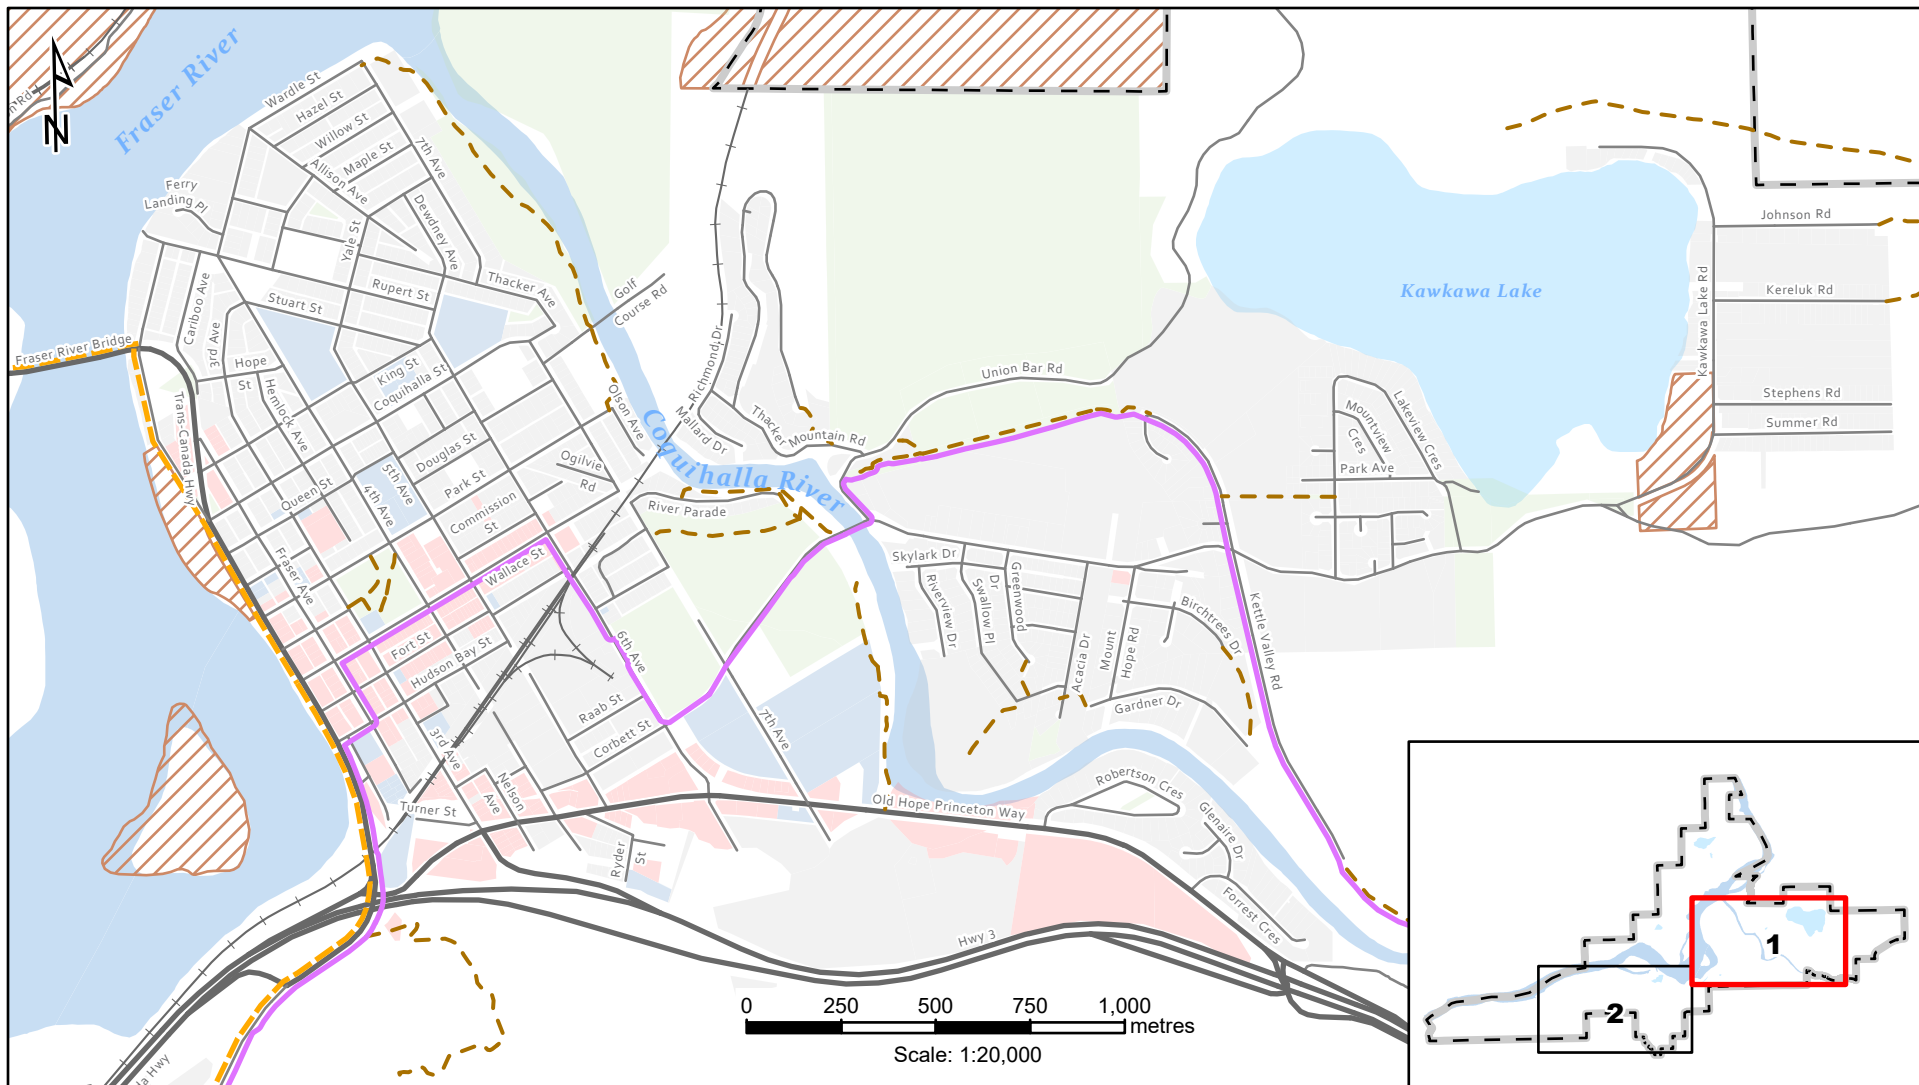 Fraser River
n Rd
N
Wardle St
Hazel St
Willow St
Maple St
Allison Ave
7th Ave
Ferry
Landing Pl
Yale St
Dewdney Ave
Cariboo Ave
Stuart St
Rupert St
Thacker Ave
Golf
Course Rd
3rd Ave
Fraser River Bridge
Hope
St
Hemlock Ave
King St
Coquihalla St
Trans-Canada Hwy
Queen St
5th Ave
4th Ave
Douglas St
Park St
Commission
St
Olson Ave
Ogilvie
Rd
Coquihalla River
Richmond Dr
Mallard Dr
Thacker
Mountain Rd
Union Bar Rd
River Parade
Kawkawa Lake
Kawkawa Lake Rd
Johnson Rd
Kereluk Rd
Stephens Rd
Summer Rd
Lakeview Cres
Mountview
Cres
Park Ave
Fraser Ave
Wallace St
Fort St
Hudson Bay St
6th Ave
Raab St
Corbett St
7th Ave
3rd Ave
Nelson
Ave
Turner St
Ryder
St
Skylark Dr
Riverview Dr
Swallow Pl
Dr
Greenwood
Acacia Dr
Mount
Hope Rd
Birchtrees Dr
Gardner Dr
Kettle Valley Rd
Robertson Cres
Glenaire Dr
Forrest Cres
Old Hope Princeton Way
Hwy 3
da Hwy
0 250 500 750 1,000
metres
Scale: 1:20,000
1
2